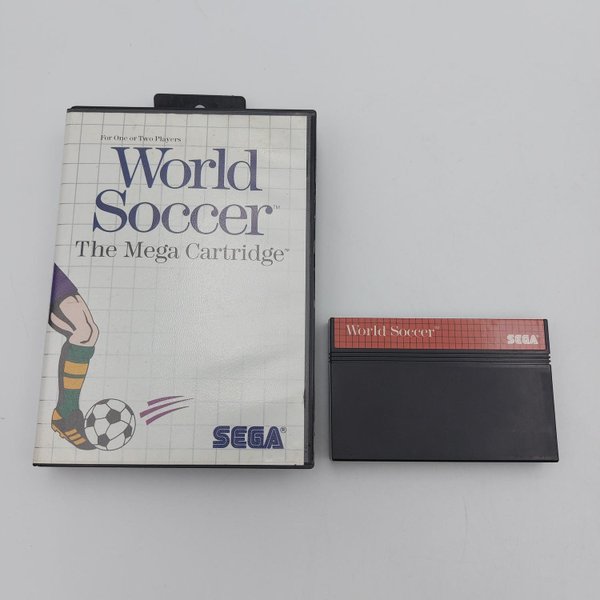 For One or Two Players
World
Soccer™
The Mega Cartridge™
SEGA®
World Soccer™
SEGA